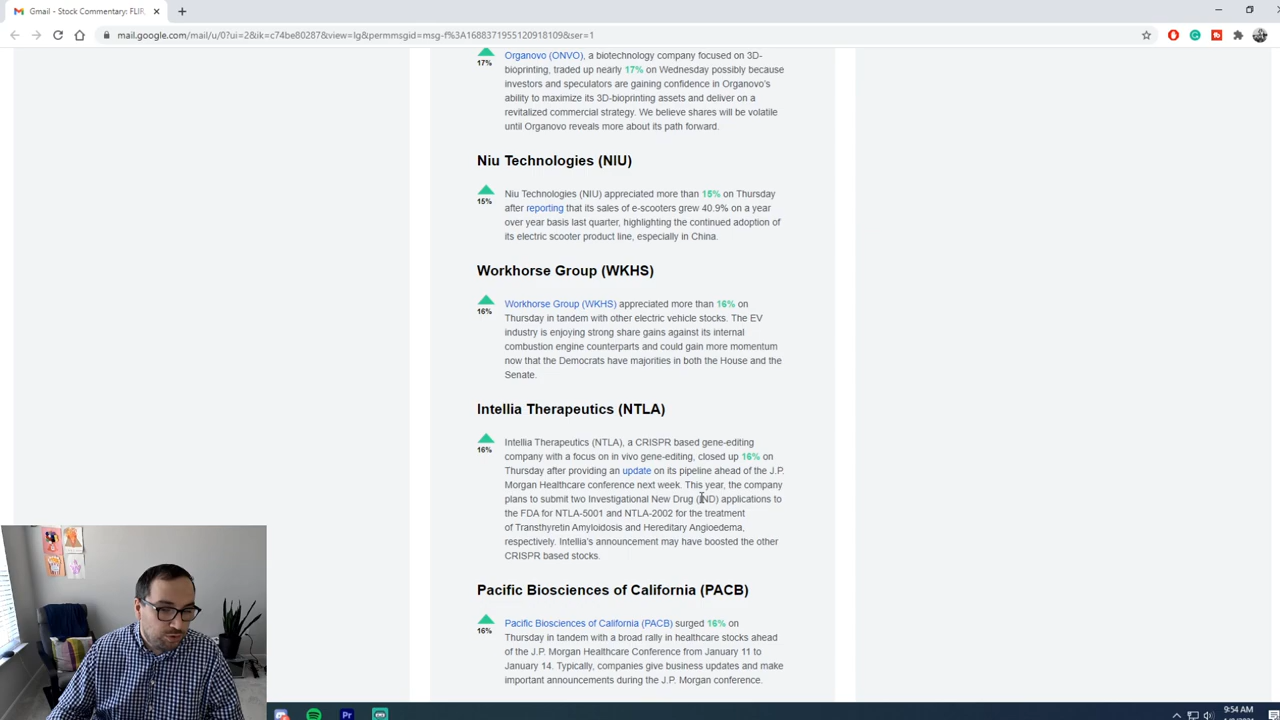 Gmail - Stock Commentary: FLIR
mail.google.com/mail/u/0?ui=2&ik=c74be80287&view=lg&permmsgid=msg-f%3A1688371955120918109&ser=1
17%
Organovo (ONVO), a biotechnology company focused on 3D-
bioprinting, traded up nearly 17% on Wednesday possibly because
investors and speculators are gaining confidence in Organovo's
ability to maximize its 3D-bioprinting assets and deliver on a
revitalized commercial strategy. We believe shares will be volatile
until Organovo reveals more about its path forward.
Niu Technologies (NIU)
15%
Niu Technologies (NIU) appreciated more than 15% on Thursday
after reporting that its sales of e-scooters grew 40.9% on a year
over year basis last quarter, highlighting the continued adoption of
its electric scooter product line, especially in China.
Workhorse Group (WKHS)
16%
Workhorse Group (WKHS) appreciated more than 16% on
Thursday in tandem with other electric vehicle stocks. The EV
industry is enjoying strong share gains against its internal
combustion engine counterparts and could gain more momentum
now that the Democrats have majorities in both the House and the
Senate.
Intellia Therapeutics (NTLA)
16%
Intellia Therapeutics (NTLA), a CRISPR based gene-editing
company with a focus on in vivo gene-editing, closed up 16% on
Thursday after providing an update on its pipeline ahead of the J.P.
Morgan Healthcare conference next week. This year, the company
plans to submit two Investigational New Drug (IND) applications to
the FDA for NTLA-5001 and NTLA-2002 for the treatment
of Transthyretin Amyloidosis and Hereditary Angioedema,
respectively. Intellia's announcement may have boosted the other
CRISPR based stocks.
Pacific Biosciences of California (PACB)
16%
Pacific Biosciences of California (PACB) surged 16% on
Thursday in tandem with a broad rally in healthcare stocks ahead
of the J.P. Morgan Healthcare Conference from January 11 to
January 14. Typically, companies give business updates and make
important announcements during the J.P. Morgan conference.
Pr
9:54 AM